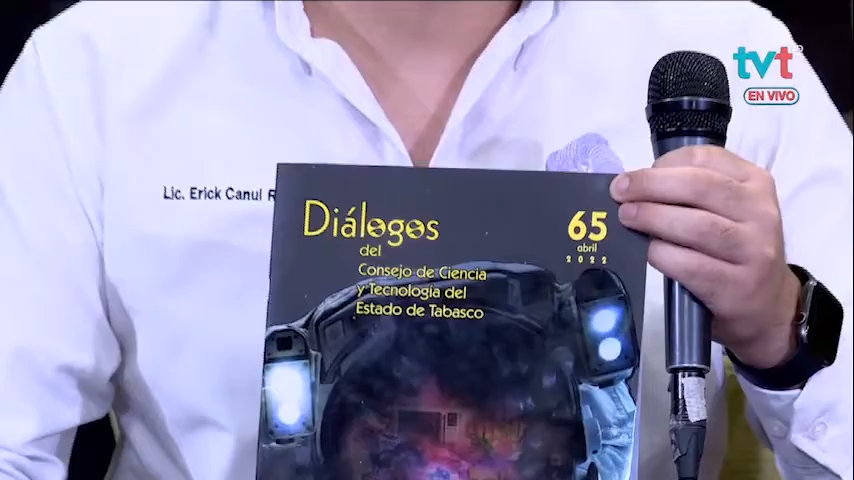 tvt
EN VIVO
Lic. Erick Canul R
Diálogos
del
Consejo de Ciencia
y Tecnología del
Estado de Tabasco
65
abril
2022